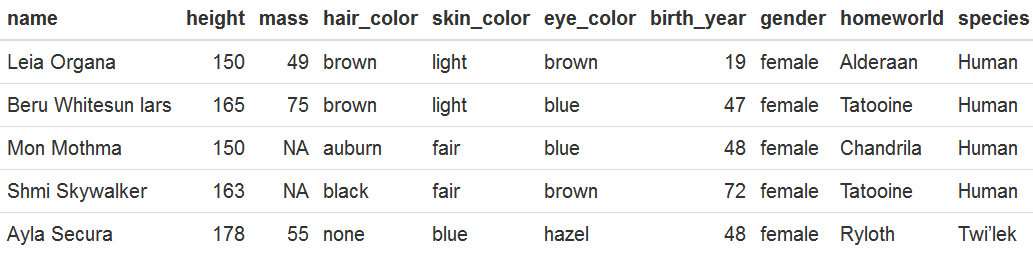 name height mass hair_color skin_color eye_color birth_year gender homeworld species
Leia Organa 150 49 brown light brown 19 female Alderaan Human
Beru Whitesun lars 165 75 brown light blue 47 female Tatooine Human
Mon Mothma 150 NA auburn fair blue 48 female Chandrila Human
Shmi Skywalker 163 NA black fair brown 72 female Tatooine Human
Ayla Secura 178 55 none blue hazel 48 female Ryloth Twi’lek